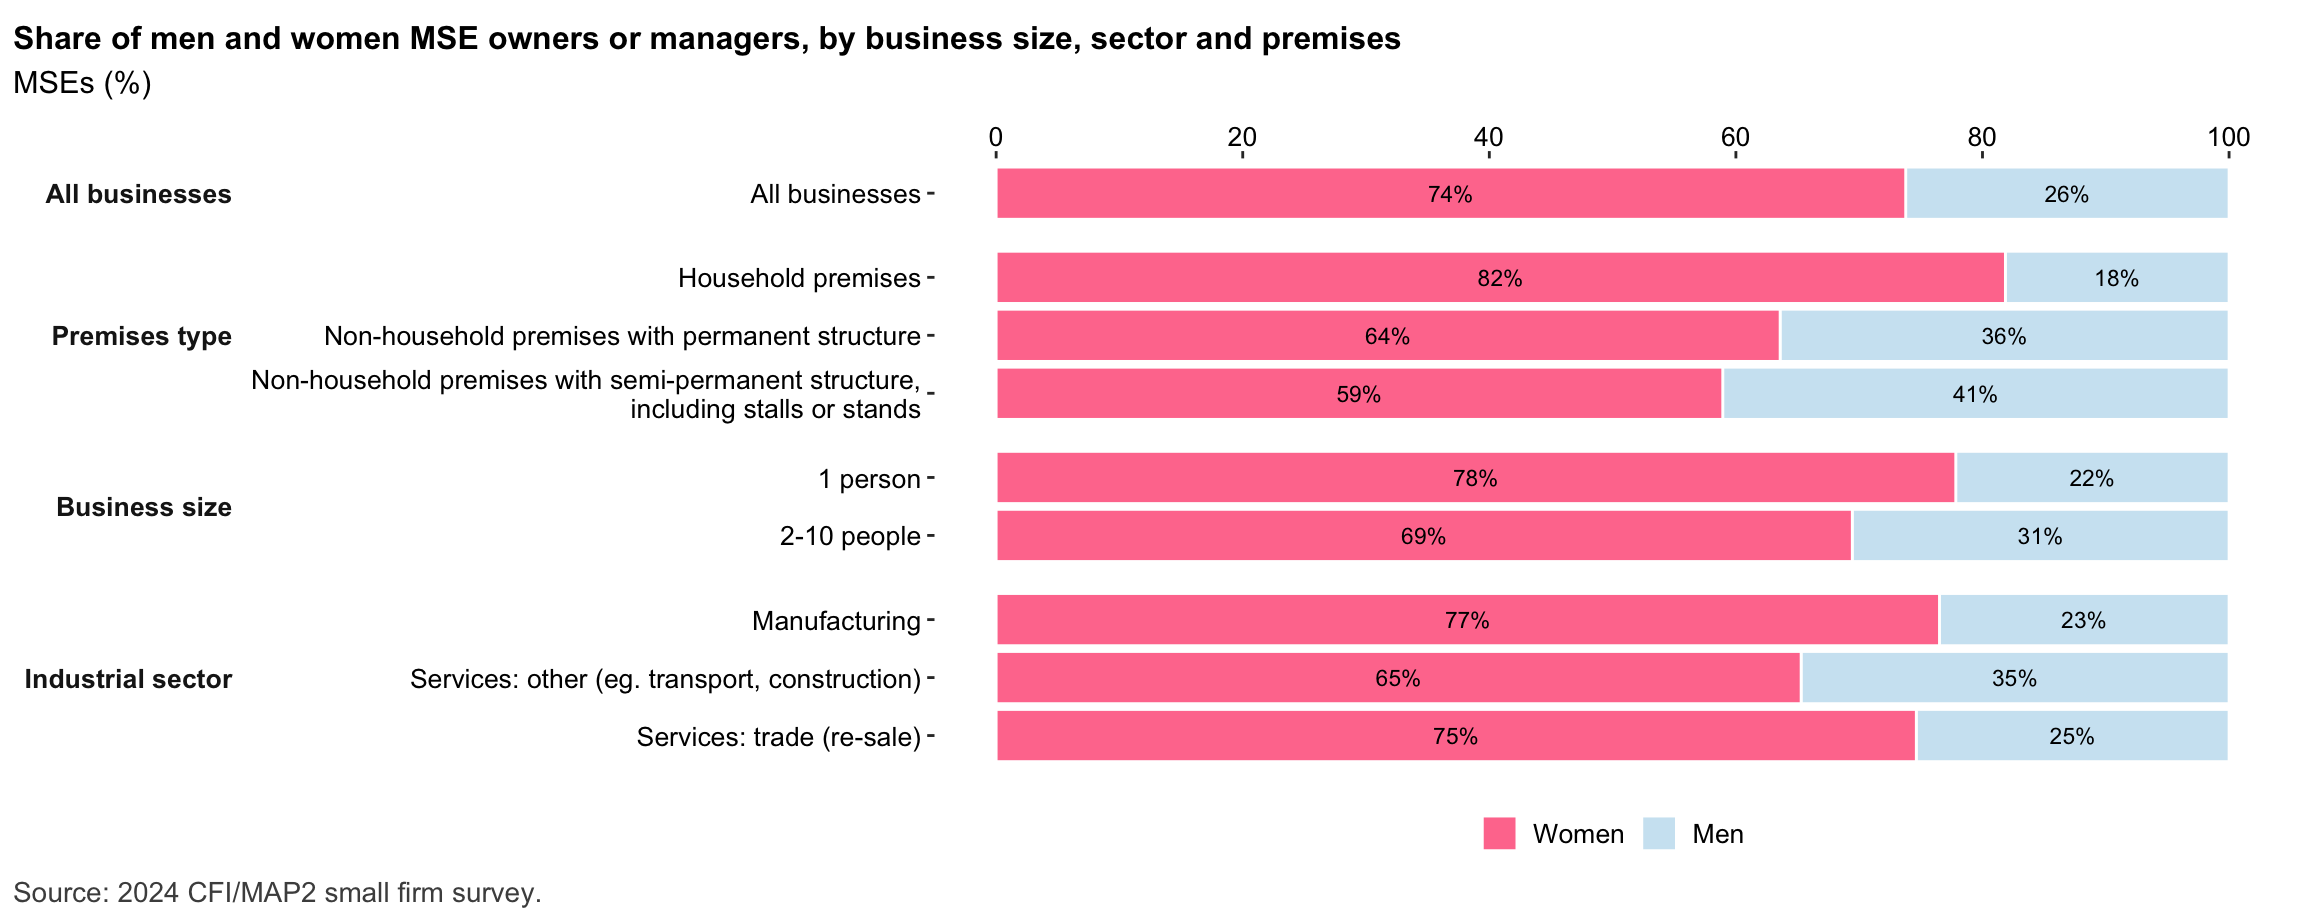 Share of men and women MSE owners or managers, by business size, sector and premises
MSEs (%)
0 20 40 60 80 100
All businesses
All businesses
74% 26%
Premises type
Household premises
82% 18%
Non-household premises with permanent structure
64% 36%
Non-household premises with semi-permanent structure,
including stalls or stands
59% 41%
Business size
1 person
78% 22%
2-10 people
69% 31%
Industrial sector
Manufacturing
77% 23%
Services: other (eg. transport, construction)
65% 35%
Services: trade (re-sale)
75% 25%
Women Men
Source: 2024 CFI/MAP2 small firm survey.